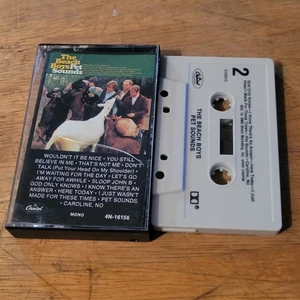 The
Beach
Boys Pet
Sounds
WOULDN'T IT BE NICE • YOU STILL
BELIEVE ME • THAT'S NOT ME • DON'T
TALK (Put Your Head On My Shoulder) •
I'M WAITING FOR THE DAY • LET'S GO
AWAY FOR AWHILE • SLOOP JOHN B •
GOD ONLY KNOWS • I KNOW THERE'S AN
ANSWER • HERE TODAY • I JUST WASN'T
MADE FOR THESE TIMES • PET SOUNDS
CAROLINE, NO
Capitol
MONO
4N-16156
Capitol
2
THE BEACH BOYS
PET SOUNDS